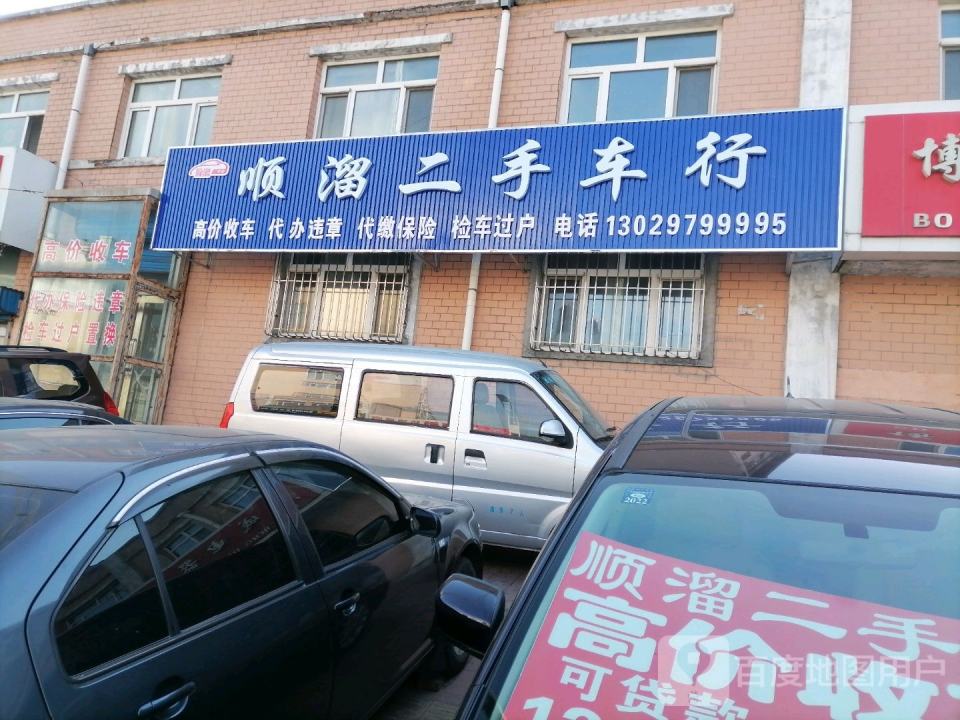 顺溜二手车行
高价收车 代办违章 代缴保险 检车过户 电话13029799995
博
BO
高价收车
代办保险违章
检车过户置换
2022
顺溜二手
高价收
可贷款
13
百度地图用户